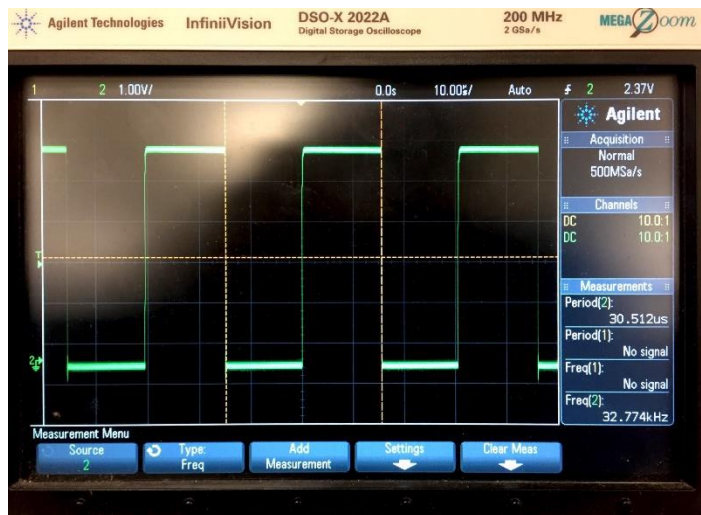 Agilent Technologies InfiniiVision DSO-X 2022A 200 MHz MEGA Zoom
Digital Storage Oscilloscope 2 GSa/s
1 2 1.00V/ 0.0s 10.00us/ Auto 2 2.37V
Agilent
Acquisition
Normal
500MSa/s
Channels
DC 10.0:1
DC 10.0:1
T
Measurements
Period(2):
30.512us
Period(1):
No signal
2
Freq(1):
No signal
Freq(2):
32.774kHz
Measurement Menu
Source Type: Add Settings Clear Meas
2 Freq Measurement